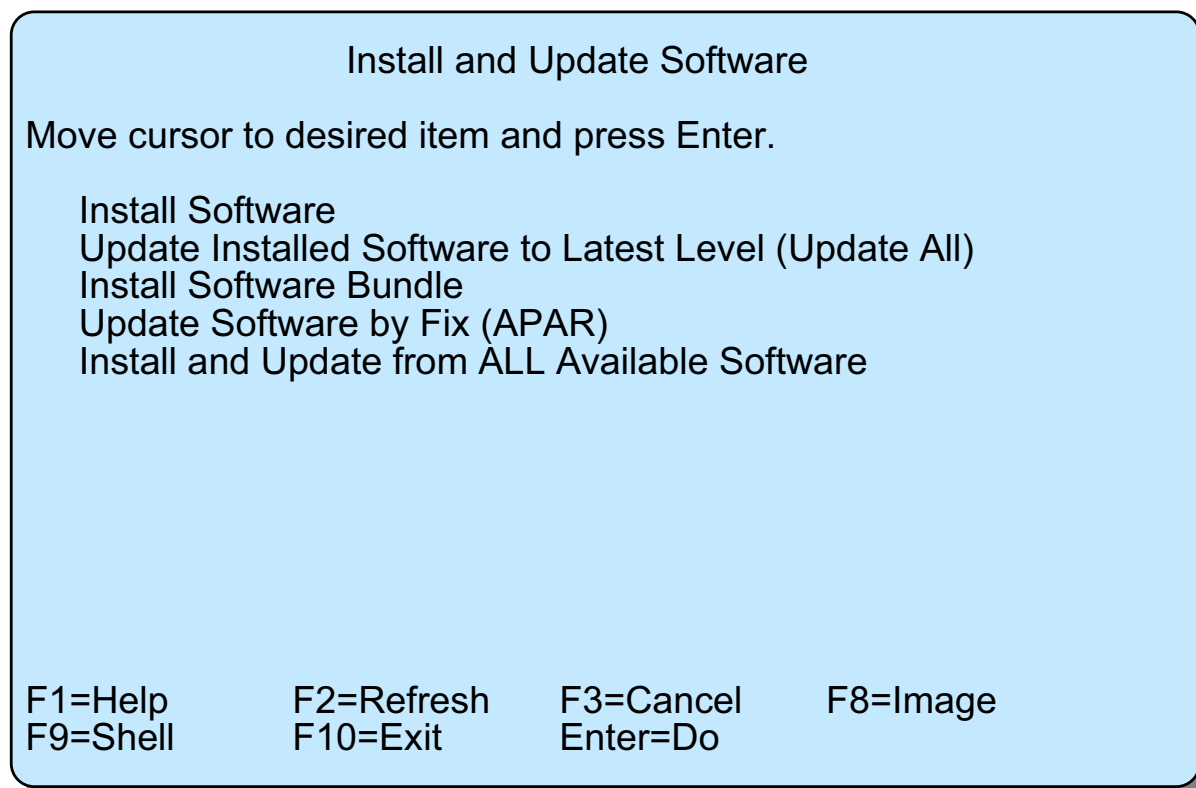 Install and Update Software
Move cursor to desired item and press Enter.
Install Software
Update Installed Software to Latest Level (Update All)
Install Software Bundle
Update Software by Fix (APAR)
Install and Update from ALL Available Software
F1=Help F2=Refresh F3=Cancel F8=Image
F9=Shell F10=Exit Enter=Do